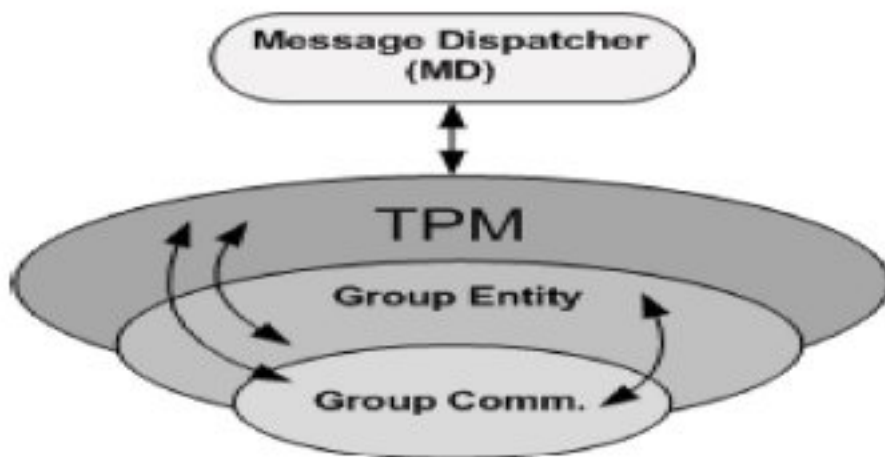 Message Dispatcher
(MD)
TPM
Group Entity
Group Comm.